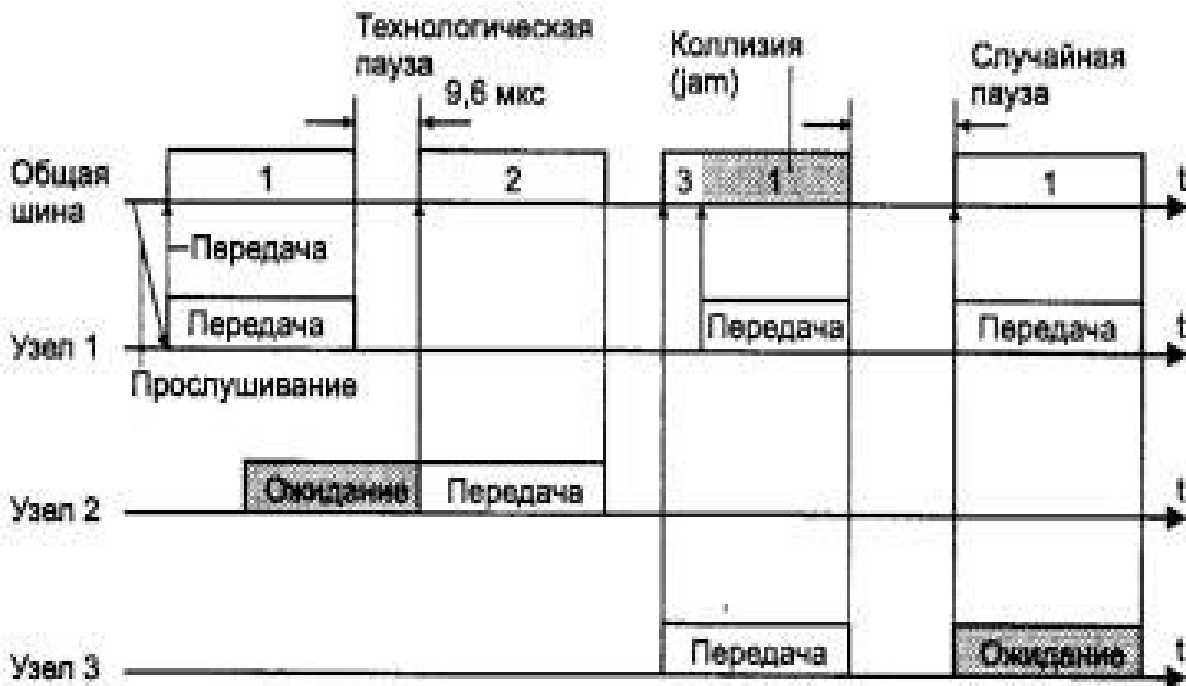 Технологическая
пауза
9,6 мкс
Коллизия
(jam)
Случайная
пауза
Общая
шина
1
2
3
1
1
t
Передача
Передача
Передача
Передача
Узел 1
t
Прослушивание
Ожидание
Передача
Узел 2
t
Передача
Ожидание
Узел 3
t